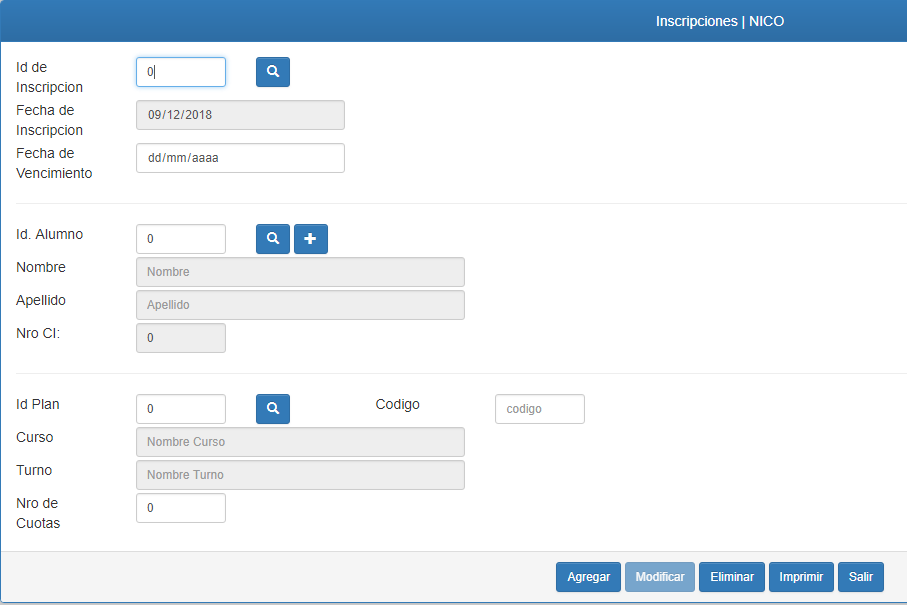 Inscripciones | NICO
Id de
Inscripcion
0
Fecha de
Inscripcion
09/12/2018
Fecha de
Vencimiento
dd/mm/aaaa
Id. Alumno
0
Nombre
Nombre
Apellido
Apellido
Nro CI:
0
Id Plan
0
Codigo
codigo
Curso
Nombre Curso
Turno
Nombre Turno
Nro de
Cuotas
0
Agregar
Modificar
Eliminar
Imprimir
Salir